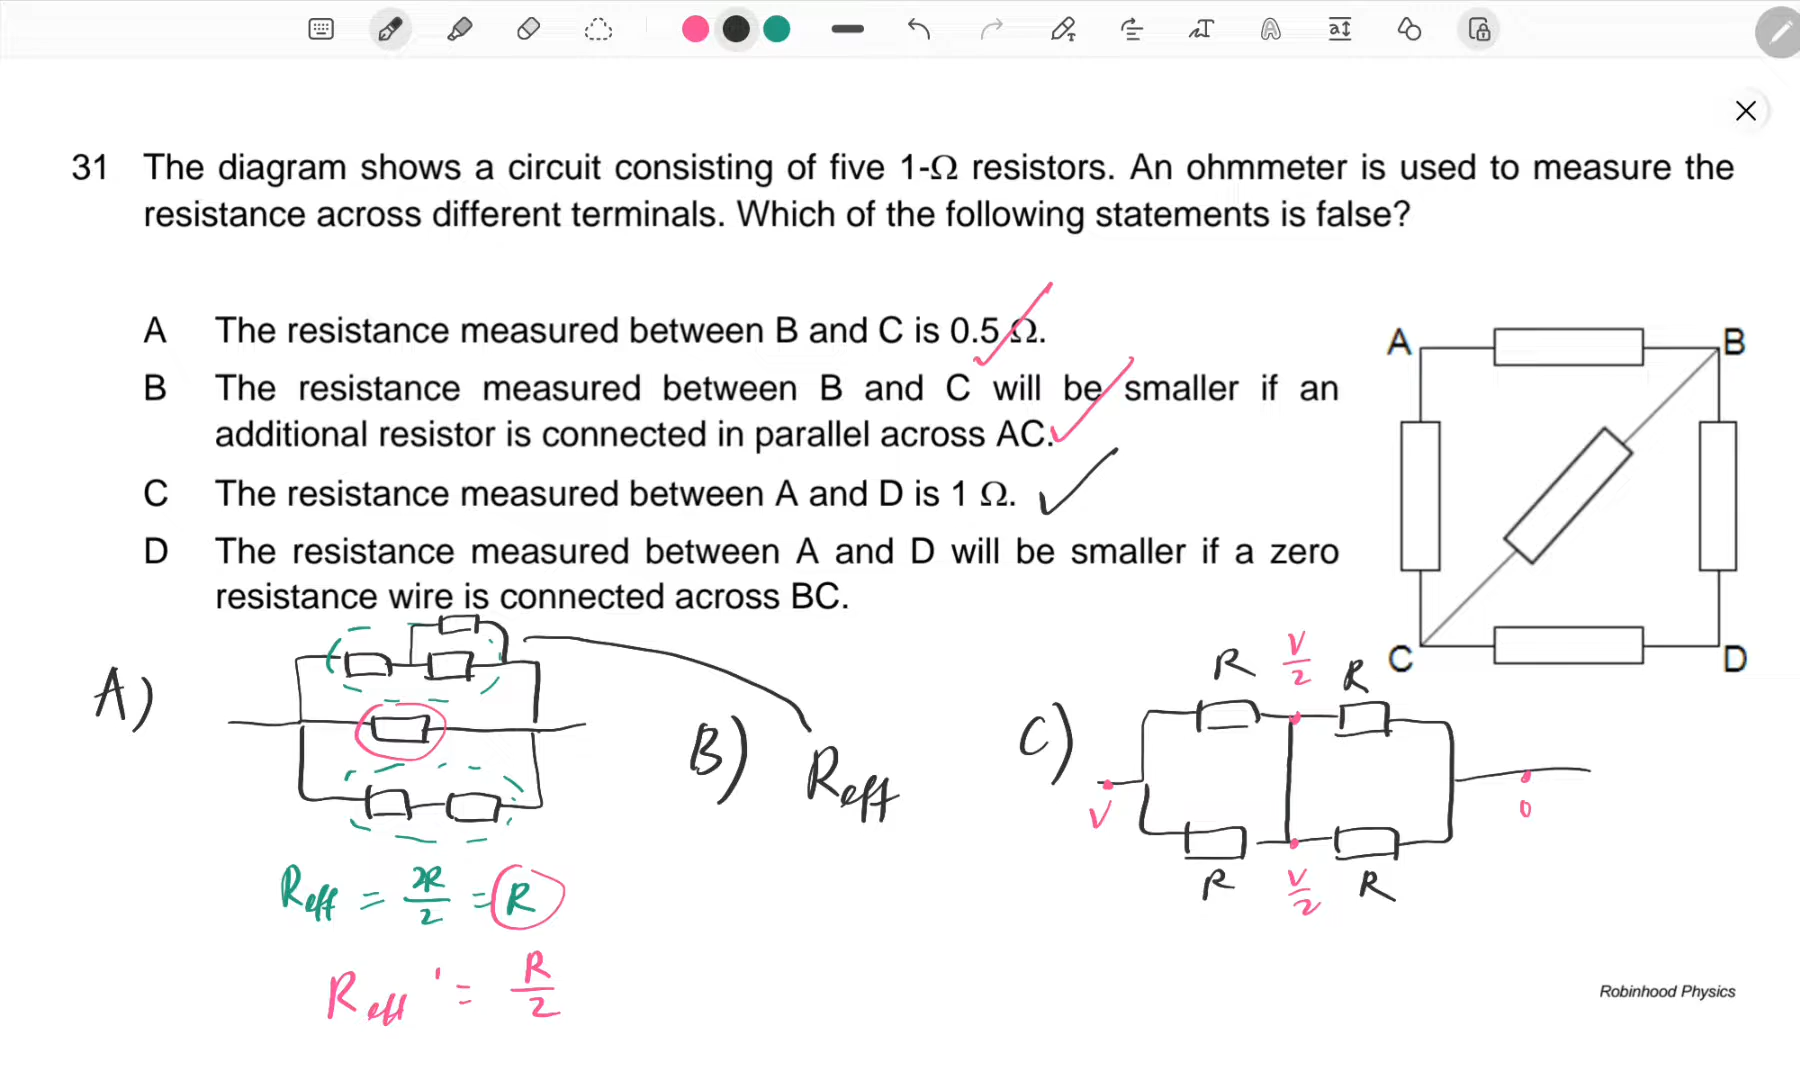 31 The diagram shows a circuit consisting of five 1-Ω resistors. An ohmmeter is used to measure the
resistance across different terminals. Which of the following statements is false?
A The resistance measured between B and C is 0.5 Ω.
B The resistance measured between B and C will be smaller if an
additional resistor is connected in parallel across AC.
C The resistance measured between A and D is 1 Ω.
D The resistance measured between A and D will be smaller if a zero
resistance wire is connected across BC.
A
B
C
D
A)
Reff = 2R/2 = R
Reff' = R/2
B) Reff
C)
R V/2 R
V
0
R V/2 R
Robinhood Physics